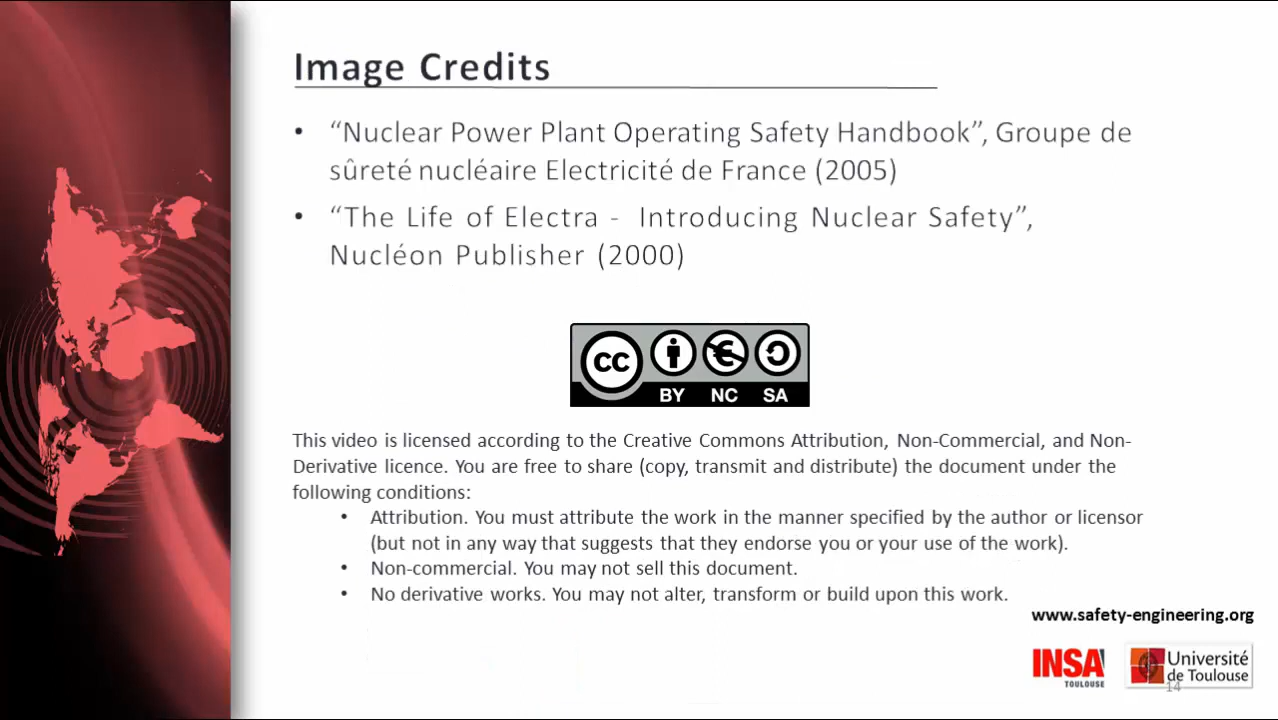 Image Credits
• “Nuclear Power Plant Operating Safety Handbook”, Groupe de
sûreté nucléaire Electricité de France (2005)
• “The Life of Electra - Introducing Nuclear Safety”,
Nucléon Publisher (2000)
cc
BY NC SA
This video is licensed according to the Creative Commons Attribution, Non-Commercial, and Non-
Derivative licence. You are free to share (copy, transmit and distribute) the document under the
following conditions:
• Attribution. You must attribute the work in the manner specified by the author or licensor
(but not in any way that suggests that they endorse you or your use of the work).
• Non-commercial. You may not sell this document.
• No derivative works. You may not alter, transform or build upon this work.
www.safety-engineering.org
INSA
TOULOUSE
Université
de Toulouse
14